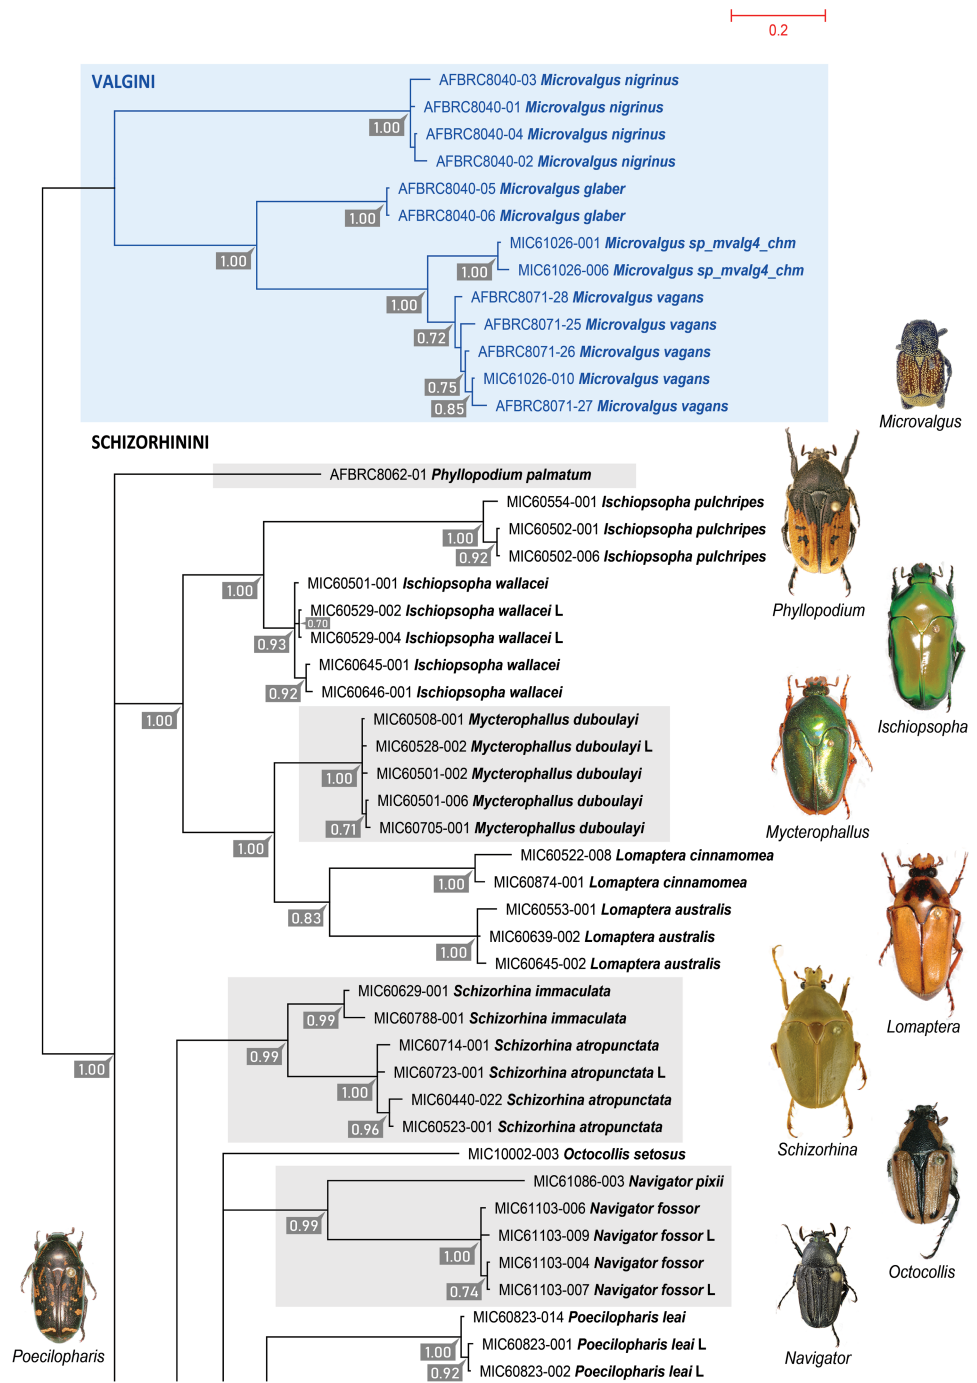 0.2
VALGINI
AFBRC8040-03 Microvalgus nigrinus
AFBRC8040-01 Microvalgus nigrinus
1.00
AFBRC8040-04 Microvalgus nigrinus
AFBRC8040-02 Microvalgus nigrinus
AFBRC8040-05 Microvalgus glaber
1.00
AFBRC8040-06 Microvalgus glaber
MIC61026-001 Microvalgus sp_mvalg4_chm
1.00
1.00
MIC61026-006 Microvalgus sp_mvalg4_chm
AFBRC8071-28 Microvalgus vagans
1.00
AFBRC8071-25 Microvalgus vagans
0.72
AFBRC8071-26 Microvalgus vagans
MIC61026-010 Microvalgus vagans
0.75
AFBRC8071-27 Microvalgus vagans
0.85
Microvalgus
SCHIZORHININI
AFBRC8062-01 Phyllopodium palmatum
MIC60554-001 Ischiopsopha pulchripes
MIC60502-001 Ischiopsopha pulchripes
1.00
MIC60502-006 Ischiopsopha pulchripes
0.92
MIC60501-001 Ischiopsopha wallacei
1.00
MIC60529-002 Ischiopsopha wallacei L
Phyllopodium
0.70
MIC60529-004 Ischiopsopha wallacei L
0.93
MIC60645-001 Ischiopsopha wallacei
MIC60646-001 Ischiopsopha wallacei
0.92
MIC60508-001 Mycterophallus duboulayi
1.00
Ischiopsopha
MIC60528-002 Mycterophallus duboulayi L
MIC60501-002 Mycterophallus duboulayi
1.00
MIC60501-006 Mycterophallus duboulayi
MIC60705-001 Mycterophallus duboulayi
0.71
Mycterophallus
1.00
MIC60522-008 Lomaptera cinnamomea
MIC60874-001 Lomaptera cinnamomea
1.00
MIC60553-001 Lomaptera australis
0.83
MIC60639-002 Lomaptera australis
1.00
MIC60645-002 Lomaptera australis
MIC60629-001 Schizorhina immaculata
MIC60788-001 Schizorhina immaculata
0.99
Lomaptera
MIC60714-001 Schizorhina atropunctata
0.99
1.00
MIC60723-001 Schizorhina atropunctata L
1.00
MIC60440-022 Schizorhina atropunctata
MIC60523-001 Schizorhina atropunctata
0.96
Schizorhina
MIC10002-003 Octocollis setosus
MIC61086-003 Navigator pixii
MIC61103-006 Navigator fossor
0.99
MIC61103-009 Navigator fossor L
1.00
MIC61103-004 Navigator fossor
Octocollis
MIC61103-007 Navigator fossor L
0.74
MIC60823-014 Poecilopharis leai
MIC60823-001 Poecilopharis leai L
1.00
Poecilopharis
Navigator
MIC60823-002 Poecilopharis leai L
0.92